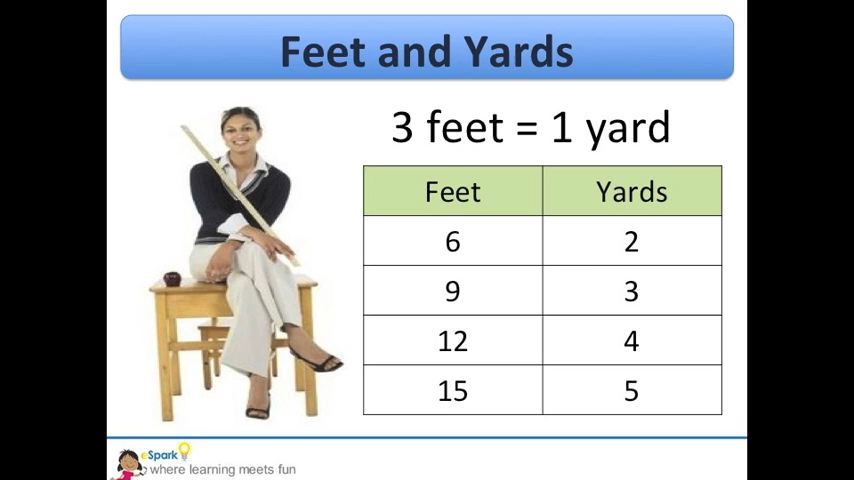 Feet and Yards
3 feet = 1 yard
Feet Yards
6 2
9 3
12 4
15 5
eSpark
where learning meets fun